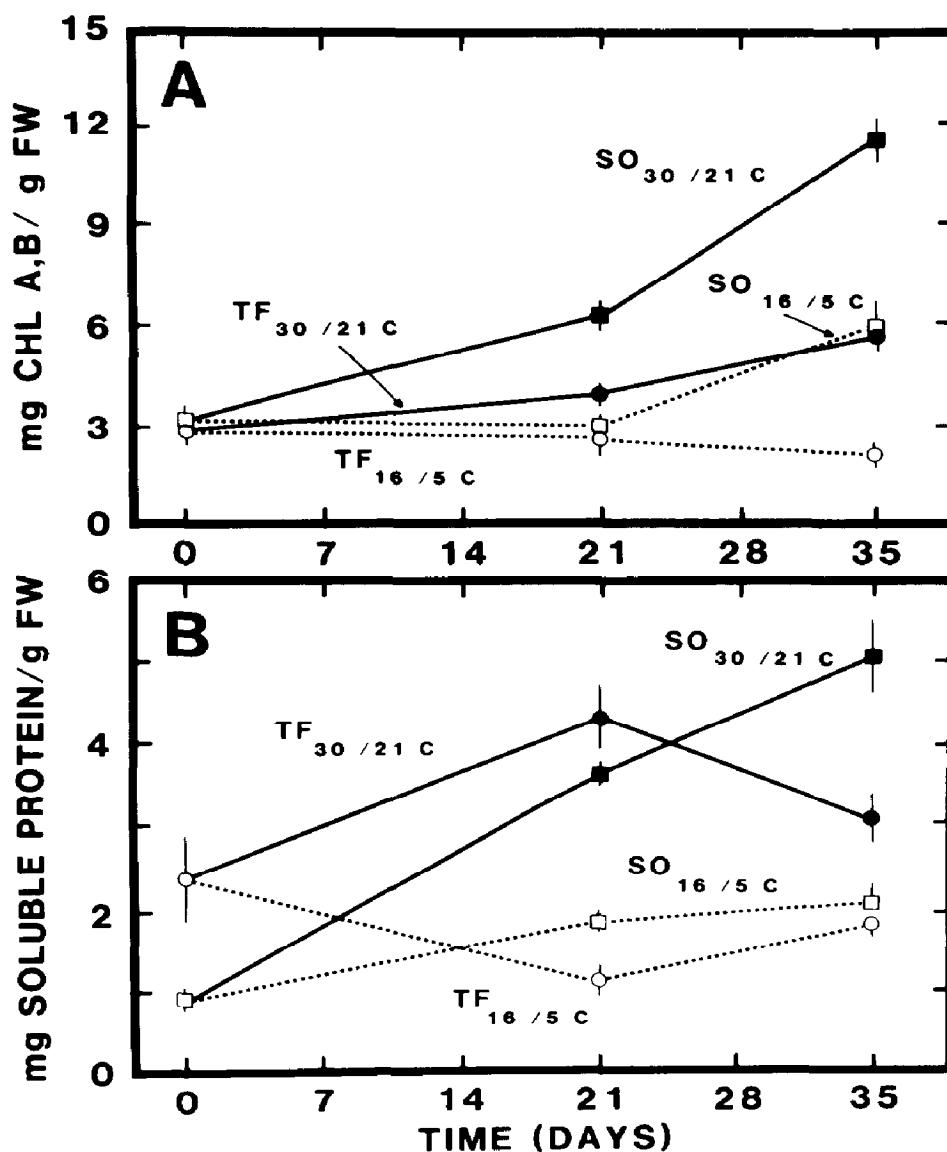 mg CHL A,B/ g FW
15
12
9
6
3
0
A
SO30 /21 C
TF30 /21 C
SO16 /5 C
TF16 /5 C
0 7 14 21 28 35
mg SOLUBLE PROTEIN/g FW
6
4
2
0
B
SO30 /21 C
TF30 /21 C
SO16 /5 C
TF16 /5 C
0 7 14 21 28 35
TIME (DAYS)